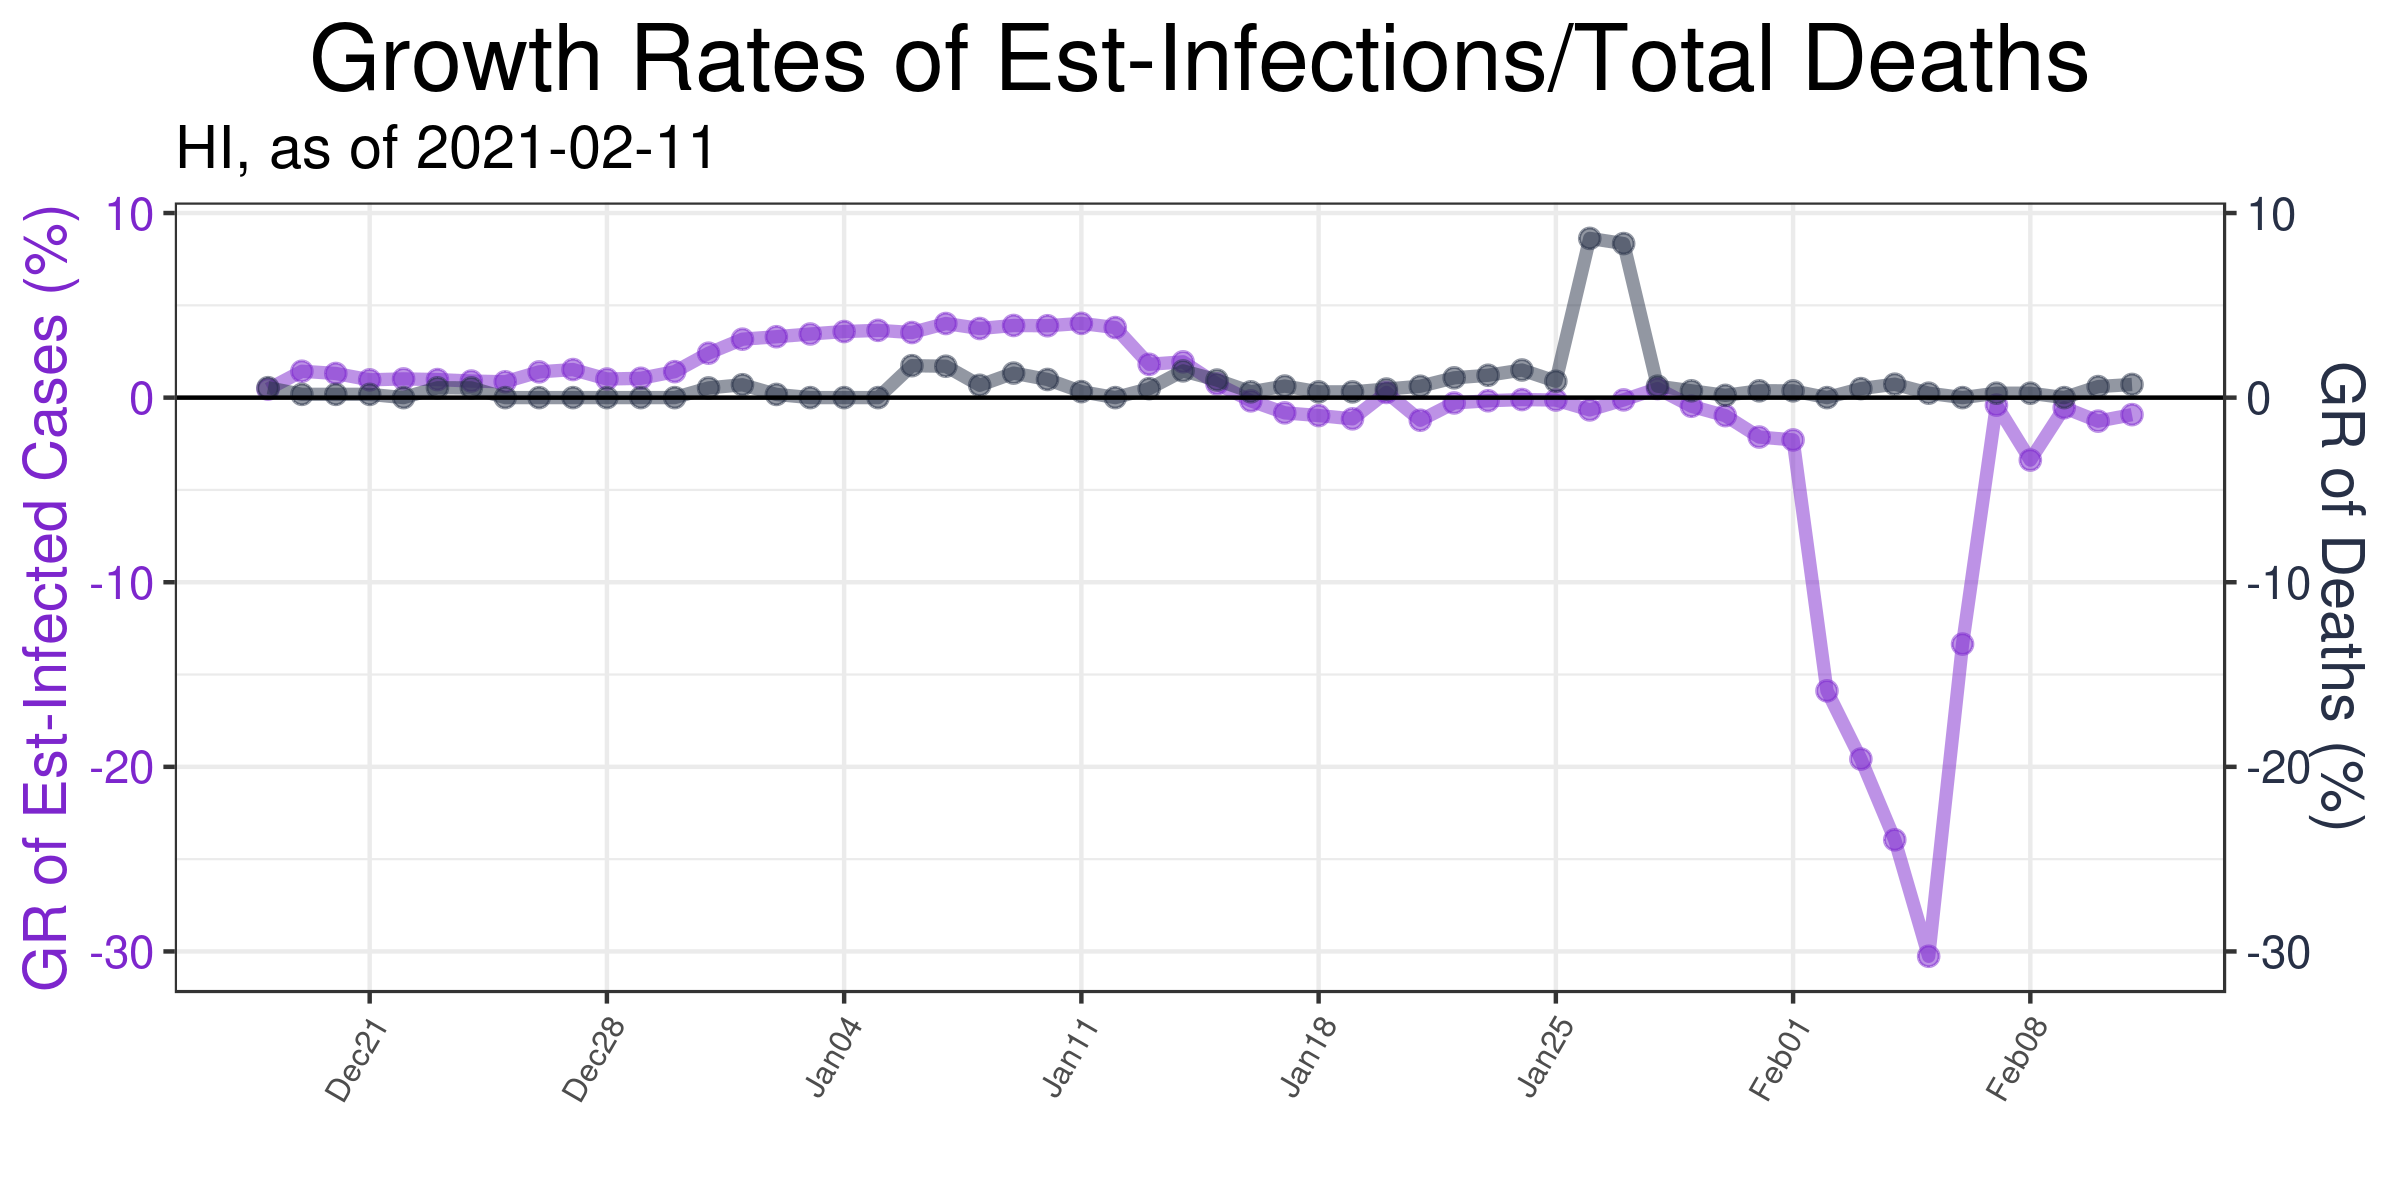 Growth Rates of Est-Infections/Total Deaths
HI, as of 2021-02-11
GR of Est-Infected Cases (%)
10
0
-10
-20
-30
10
0
-10
-20
-30
GR of Deaths (%)
Dec21
Dec28
Jan04
Jan11
Jan18
Jan25
Feb01
Feb08